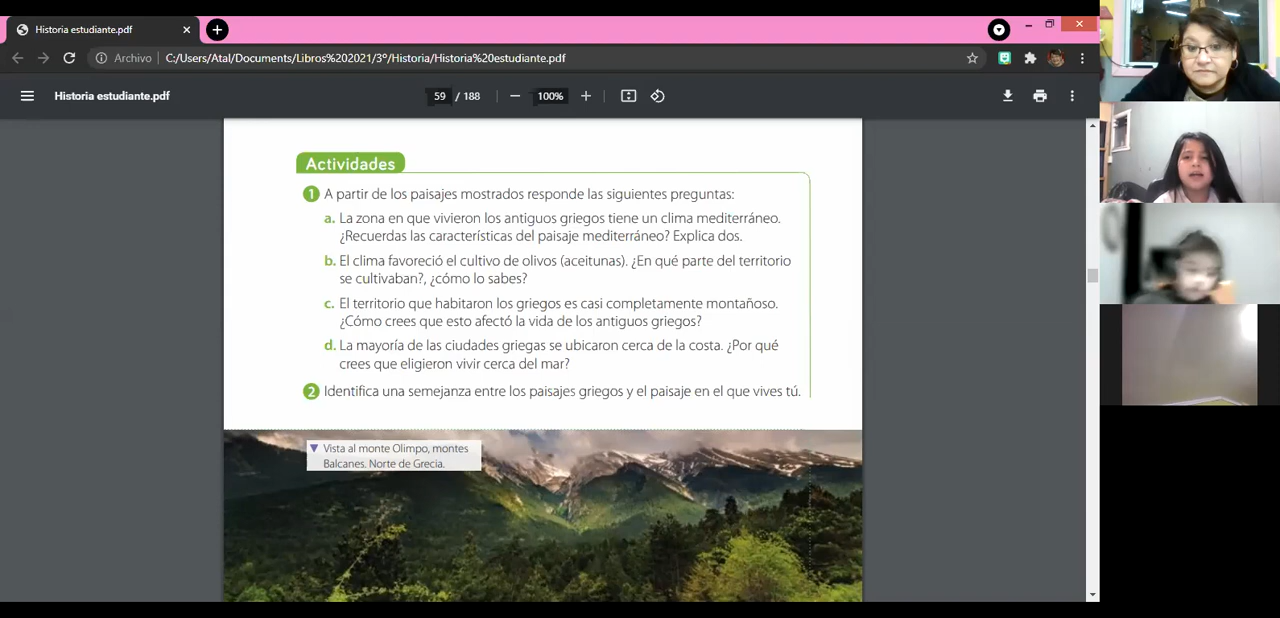 Historia estudiante.pdf
Archivo C:/Users/Atal/Documents/Libros%202021/3º/Historia/Historia%20estudiante.pdf
Historia estudiante.pdf 59 / 188 100%
Actividades
1 A partir de los paisajes mostrados responde las siguientes preguntas:
a. La zona en que vivieron los antiguos griegos tiene un clima mediterráneo.
¿Recuerdas las características del paisaje mediterráneo? Explica dos.
b. El clima favoreció el cultivo de olivos (aceitunas). ¿En qué parte del territorio
se cultivaban?, ¿cómo lo sabes?
c. El territorio que habitaron los griegos es casi completamente montañoso.
¿Cómo crees que esto afectó la vida de los antiguos griegos?
d. La mayoría de las ciudades griegas se ubicaron cerca de la costa. ¿Por qué
crees que eligieron vivir cerca del mar?
2 Identifica una semejanza entre los paisajes griegos y el paisaje en el que vives tú.
Vista al monte Olimpo, montes
Balcanes. Norte de Grecia.